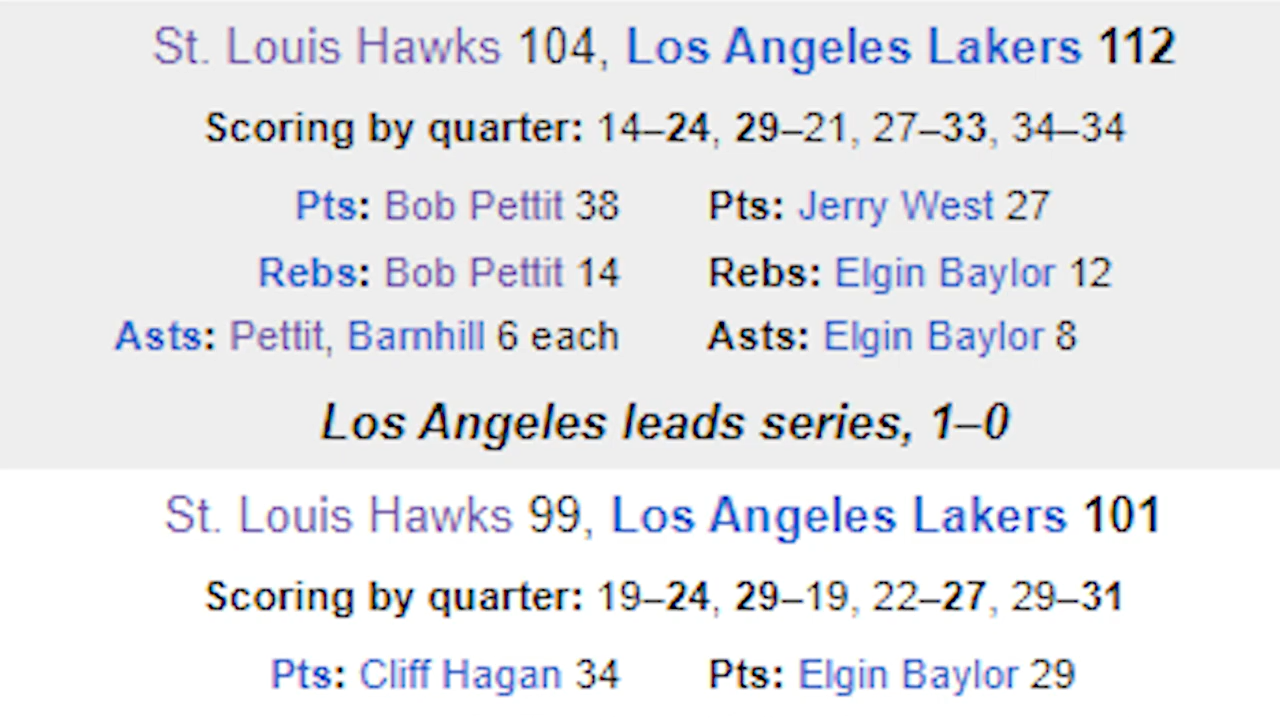 St. Louis Hawks 104, Los Angeles Lakers 112
Scoring by quarter: 14–24, 29–21, 27–33, 34–34
Pts: Bob Pettit 38 Pts: Jerry West 27
Rebs: Bob Pettit 14 Rebs: Elgin Baylor 12
Asts: Pettit, Barnhill 6 each Asts: Elgin Baylor 8
Los Angeles leads series, 1–0
St. Louis Hawks 99, Los Angeles Lakers 101
Scoring by quarter: 19–24, 29–19, 22–27, 29–31
Pts: Cliff Hagan 34 Pts: Elgin Baylor 29